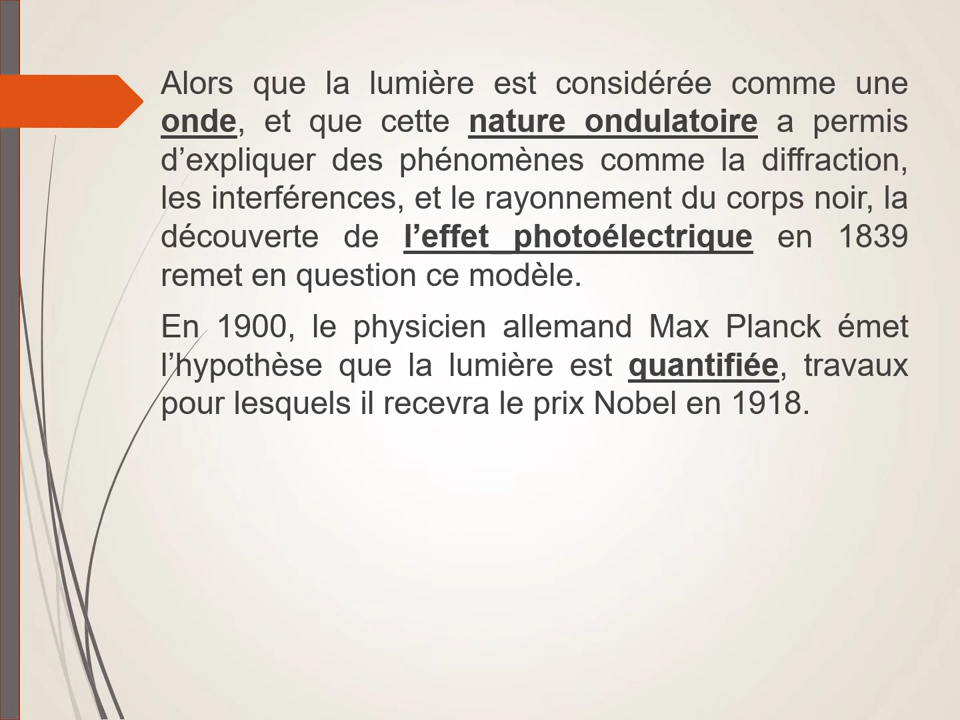 Alors que la lumière est considérée comme une
onde, et que cette nature ondulatoire a permis
d’expliquer des phénomènes comme la diffraction,
les interférences, et le rayonnement du corps noir, la
découverte de l’effet photoélectrique en 1839
remet en question ce modèle.
En 1900, le physicien allemand Max Planck émet
l’hypothèse que la lumière est quantifiée, travaux
pour lesquels il recevra le prix Nobel en 1918.